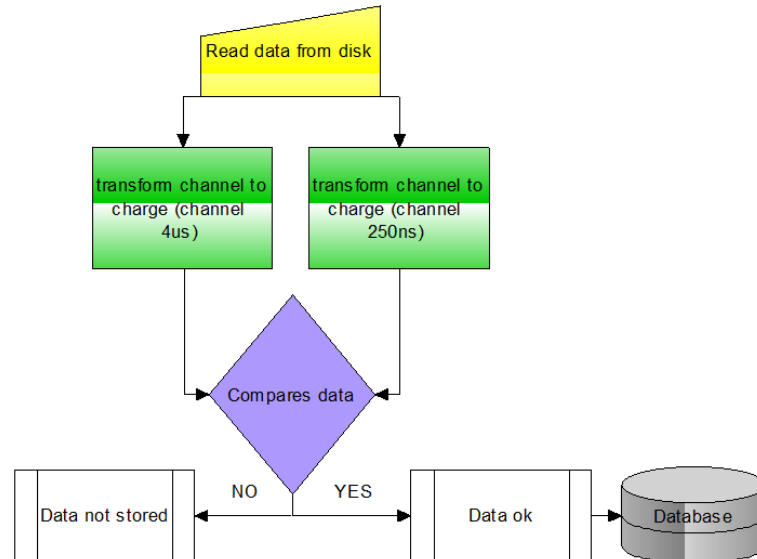 Read data from disk
transform channel to
charge (channel
4us)
transform channel to
charge (channel
250ns)
Compares data
NO
YES
Data not stored
Data ok
Database